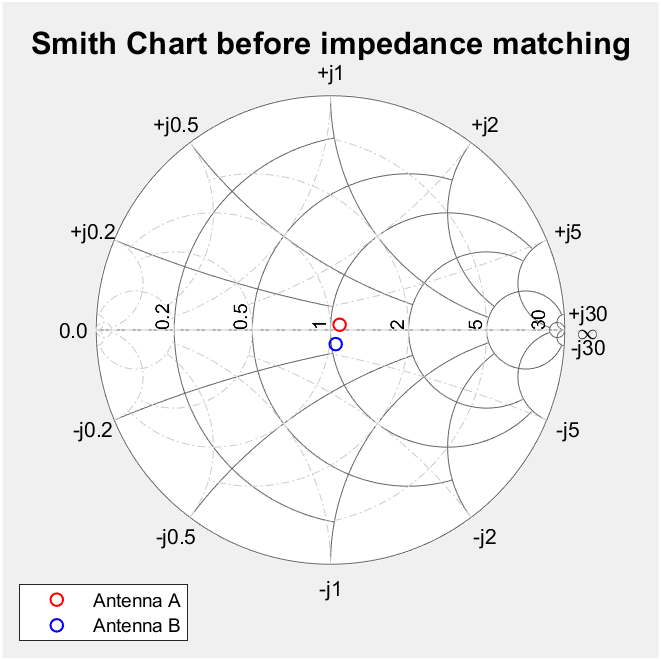 Smith Chart before impedance matching
+j1
+j0.5
+j2
+j0.2
+j5
0.2
0.5
1
2
5
30
+j30
0.0
∞
-j30
-j0.2
-j5
-j0.5
-j2
-j1
Antenna A
Antenna B